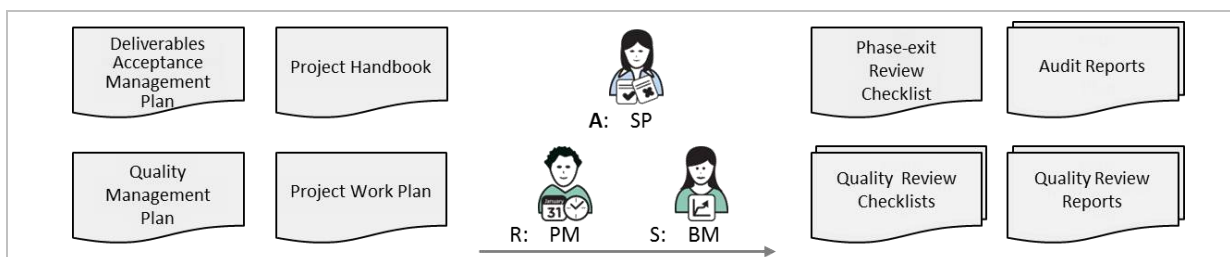 Deliverables
Acceptance
Management
Plan
Project Handbook
Quality
Management
Plan
Project Work Plan
A: SP
January
31
R: PM
S: BM
Phase-exit
Review
Checklist
Audit Reports
Quality Review
Checklists
Quality Review
Reports